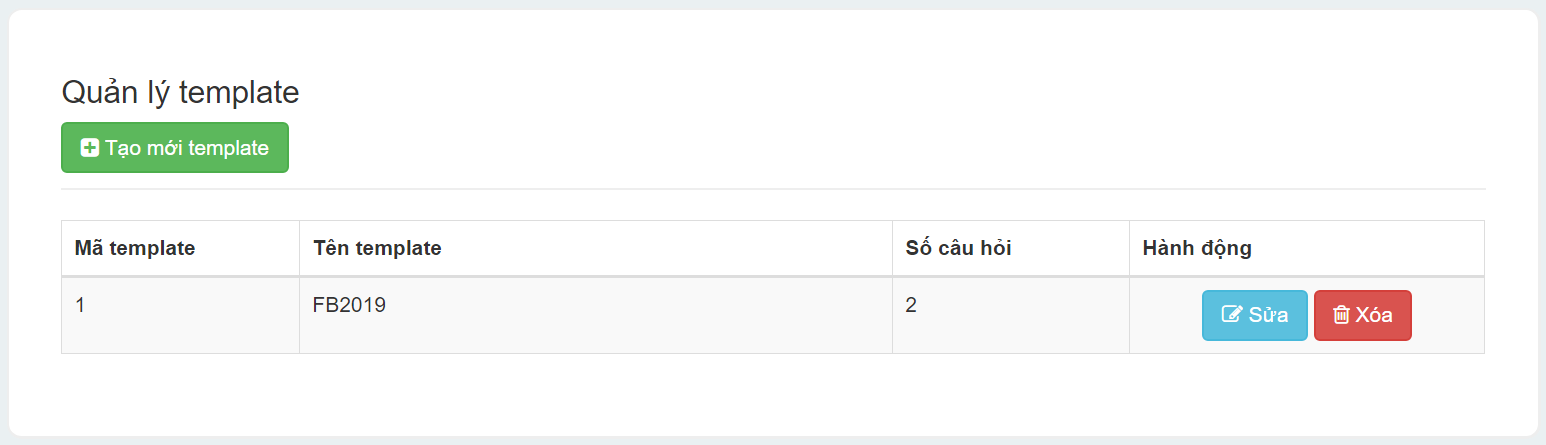 Quản lý template
Tạo mới template
Mã template Tên template Số câu hỏi Hành động
1 FB2019 2 Sửa Xóa